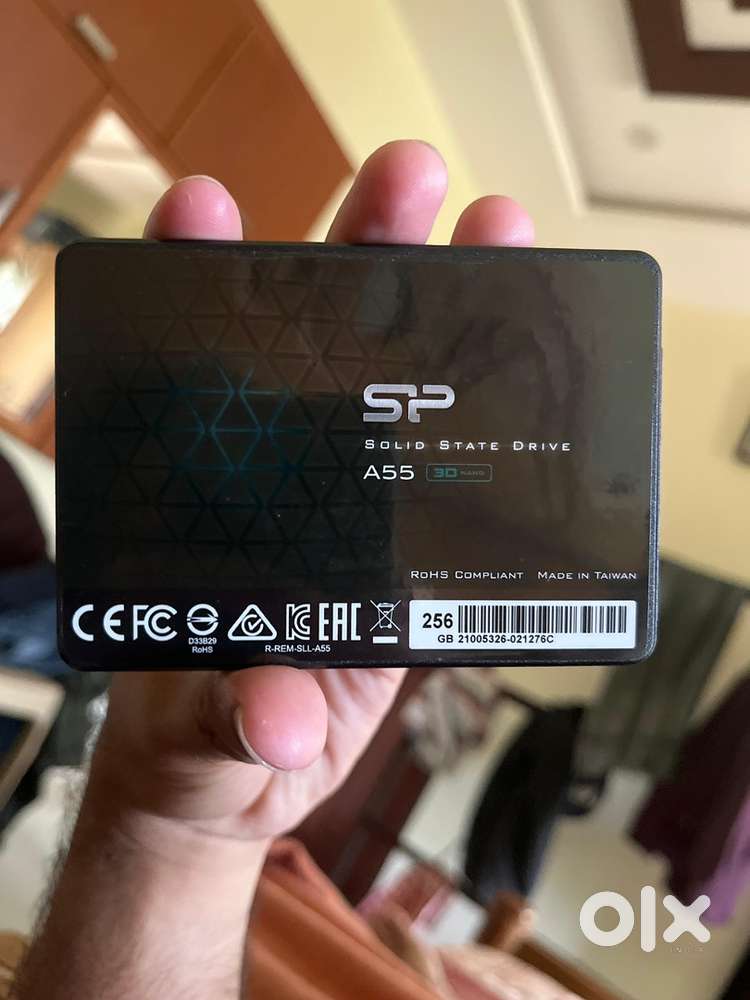 SP
SOLID STATE DRIVE
A55 3D NAND
ROHS COMPLIANT MADE IN TAIWAN
CE FC EAC
D33B29
RoHS
R-REM-SLL-A55
256
GB 21005326-021276C
olx